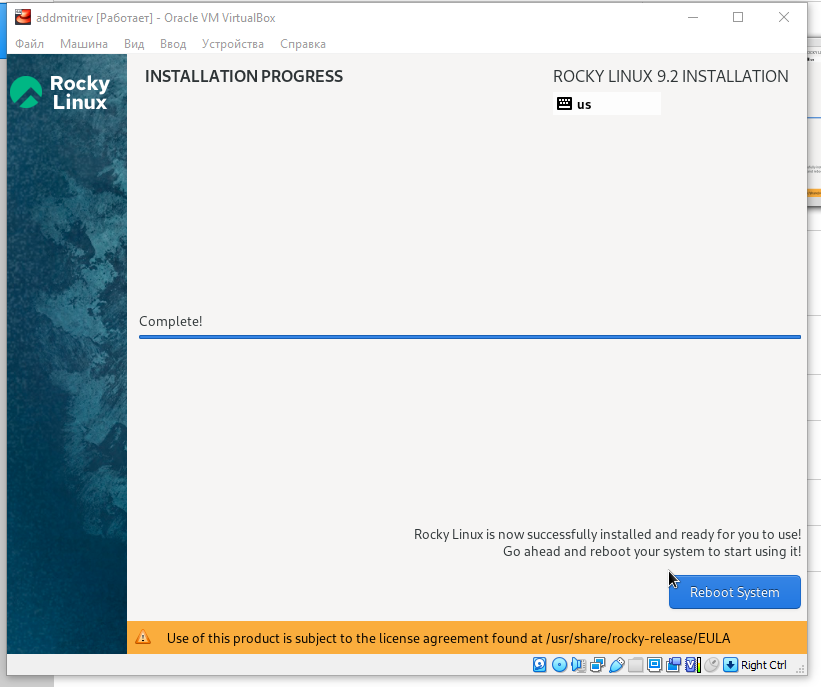 addmitriev [Работает] - Oracle VM VirtualBox
Файл Машина Вид Ввод Устройства Справка
Rocky Linux
INSTALLATION PROGRESS
ROCKY LINUX 9.2 INSTALLATION
us
Complete!
Rocky Linux is now successfully installed and ready for you to use!
Go ahead and reboot your system to start using it!
Reboot System
Use of this product is subject to the license agreement found at /usr/share/rocky-release/EULA
Right Ctrl